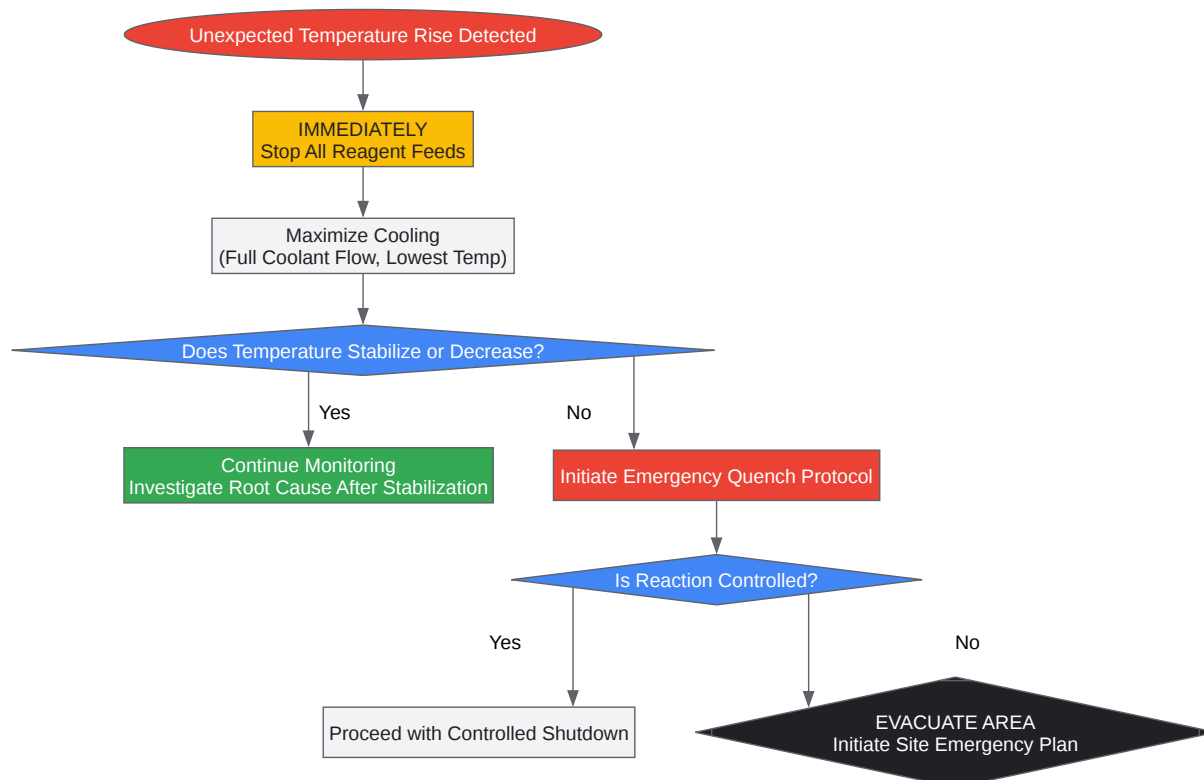 Unexpected Temperature Rise Detected
IMMEDIATELY
Stop All Reagent Feeds
Maximize Cooling
(Full Coolant Flow, Lowest Temp)
Does Temperature Stabilize or Decrease?
Yes
No
Continue Monitoring
Investigate Root Cause After Stabilization
Initiate Emergency Quench Protocol
Is Reaction Controlled?
Yes
No
Proceed with Controlled Shutdown
EVACUATE AREA
Initiate Site Emergency Plan